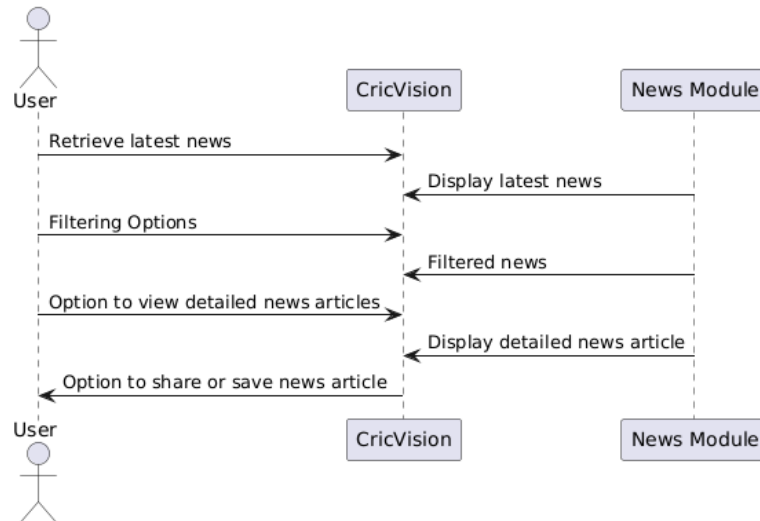 User
CricVision
News Module
Retrieve latest news
Display latest news
Filtering Options
Filtered news
Option to view detailed news articles
Display detailed news article
Option to share or save news article
User
CricVision
News Module